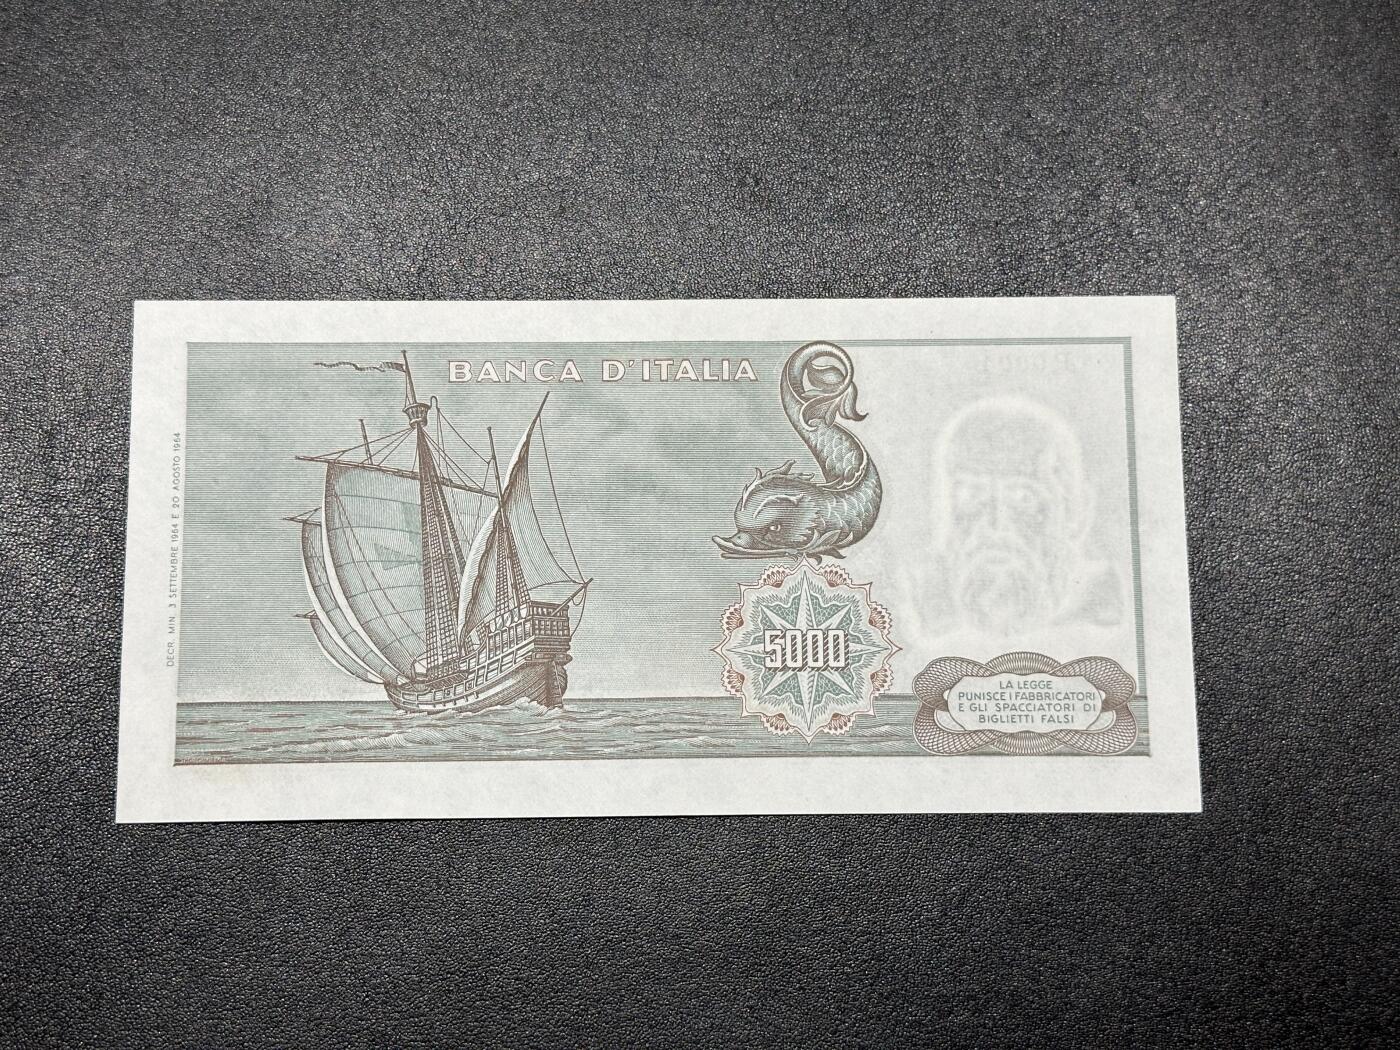 BANCA D'ITALIA
DECR. MIN. 3 SETTEMBRE 1964 E 20 AGOSTO 1964
5000
LA LEGGE
PUNISCE I FABBRICATORI
E GLI SPACCIATORI DI
BIGLIETTI FALSI